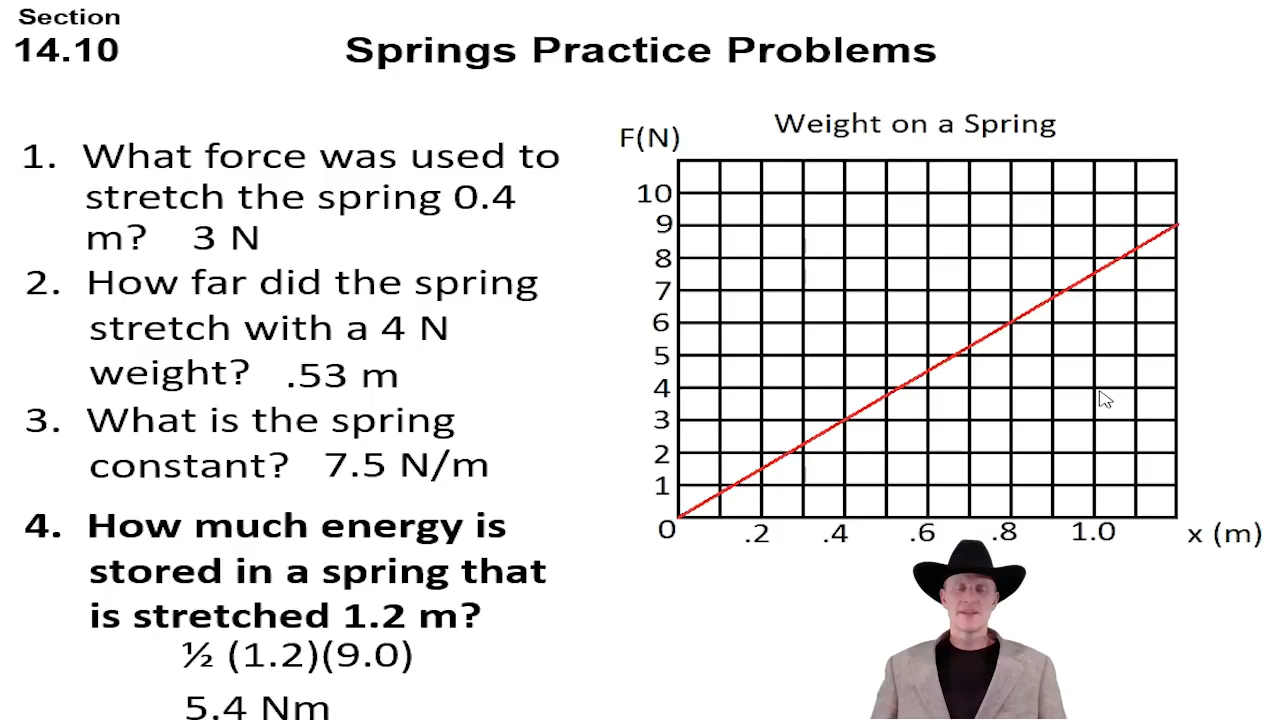 Section
14.10
Springs Practice Problems
1. What force was used to
stretch the spring 0.4
m? 3 N
2. How far did the spring
stretch with a 4 N
weight? .53 m
3. What is the spring
constant? 7.5 N/m
4. How much energy is
stored in a spring that
is stretched 1.2 m?
½ (1.2)(9.0)
5.4 Nm
Weight on a Spring
F(N)
10
9
8
7
6
5
4
3
2
1
0 .2 .4 .6 .8 1.0 x (m)